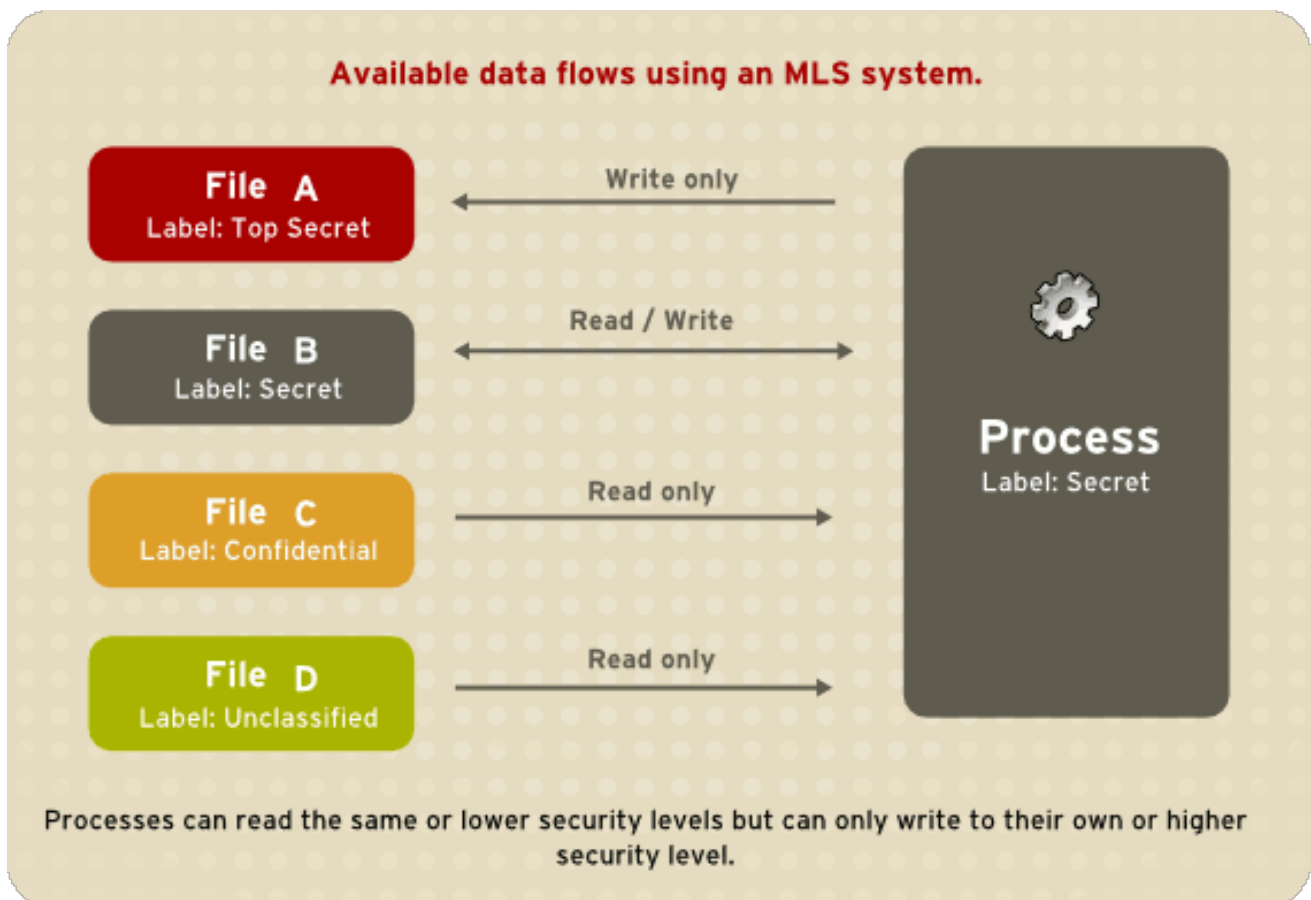 Available data flows using an MLS system.
File A
Label: Top Secret
Write only
File B
Label: Secret
Read / Write
File C
Label: Confidential
Read only
File D
Label: Unclassified
Read only
Process
Label: Secret
Processes can read the same or lower security levels but can only write to their own or higher
security level.